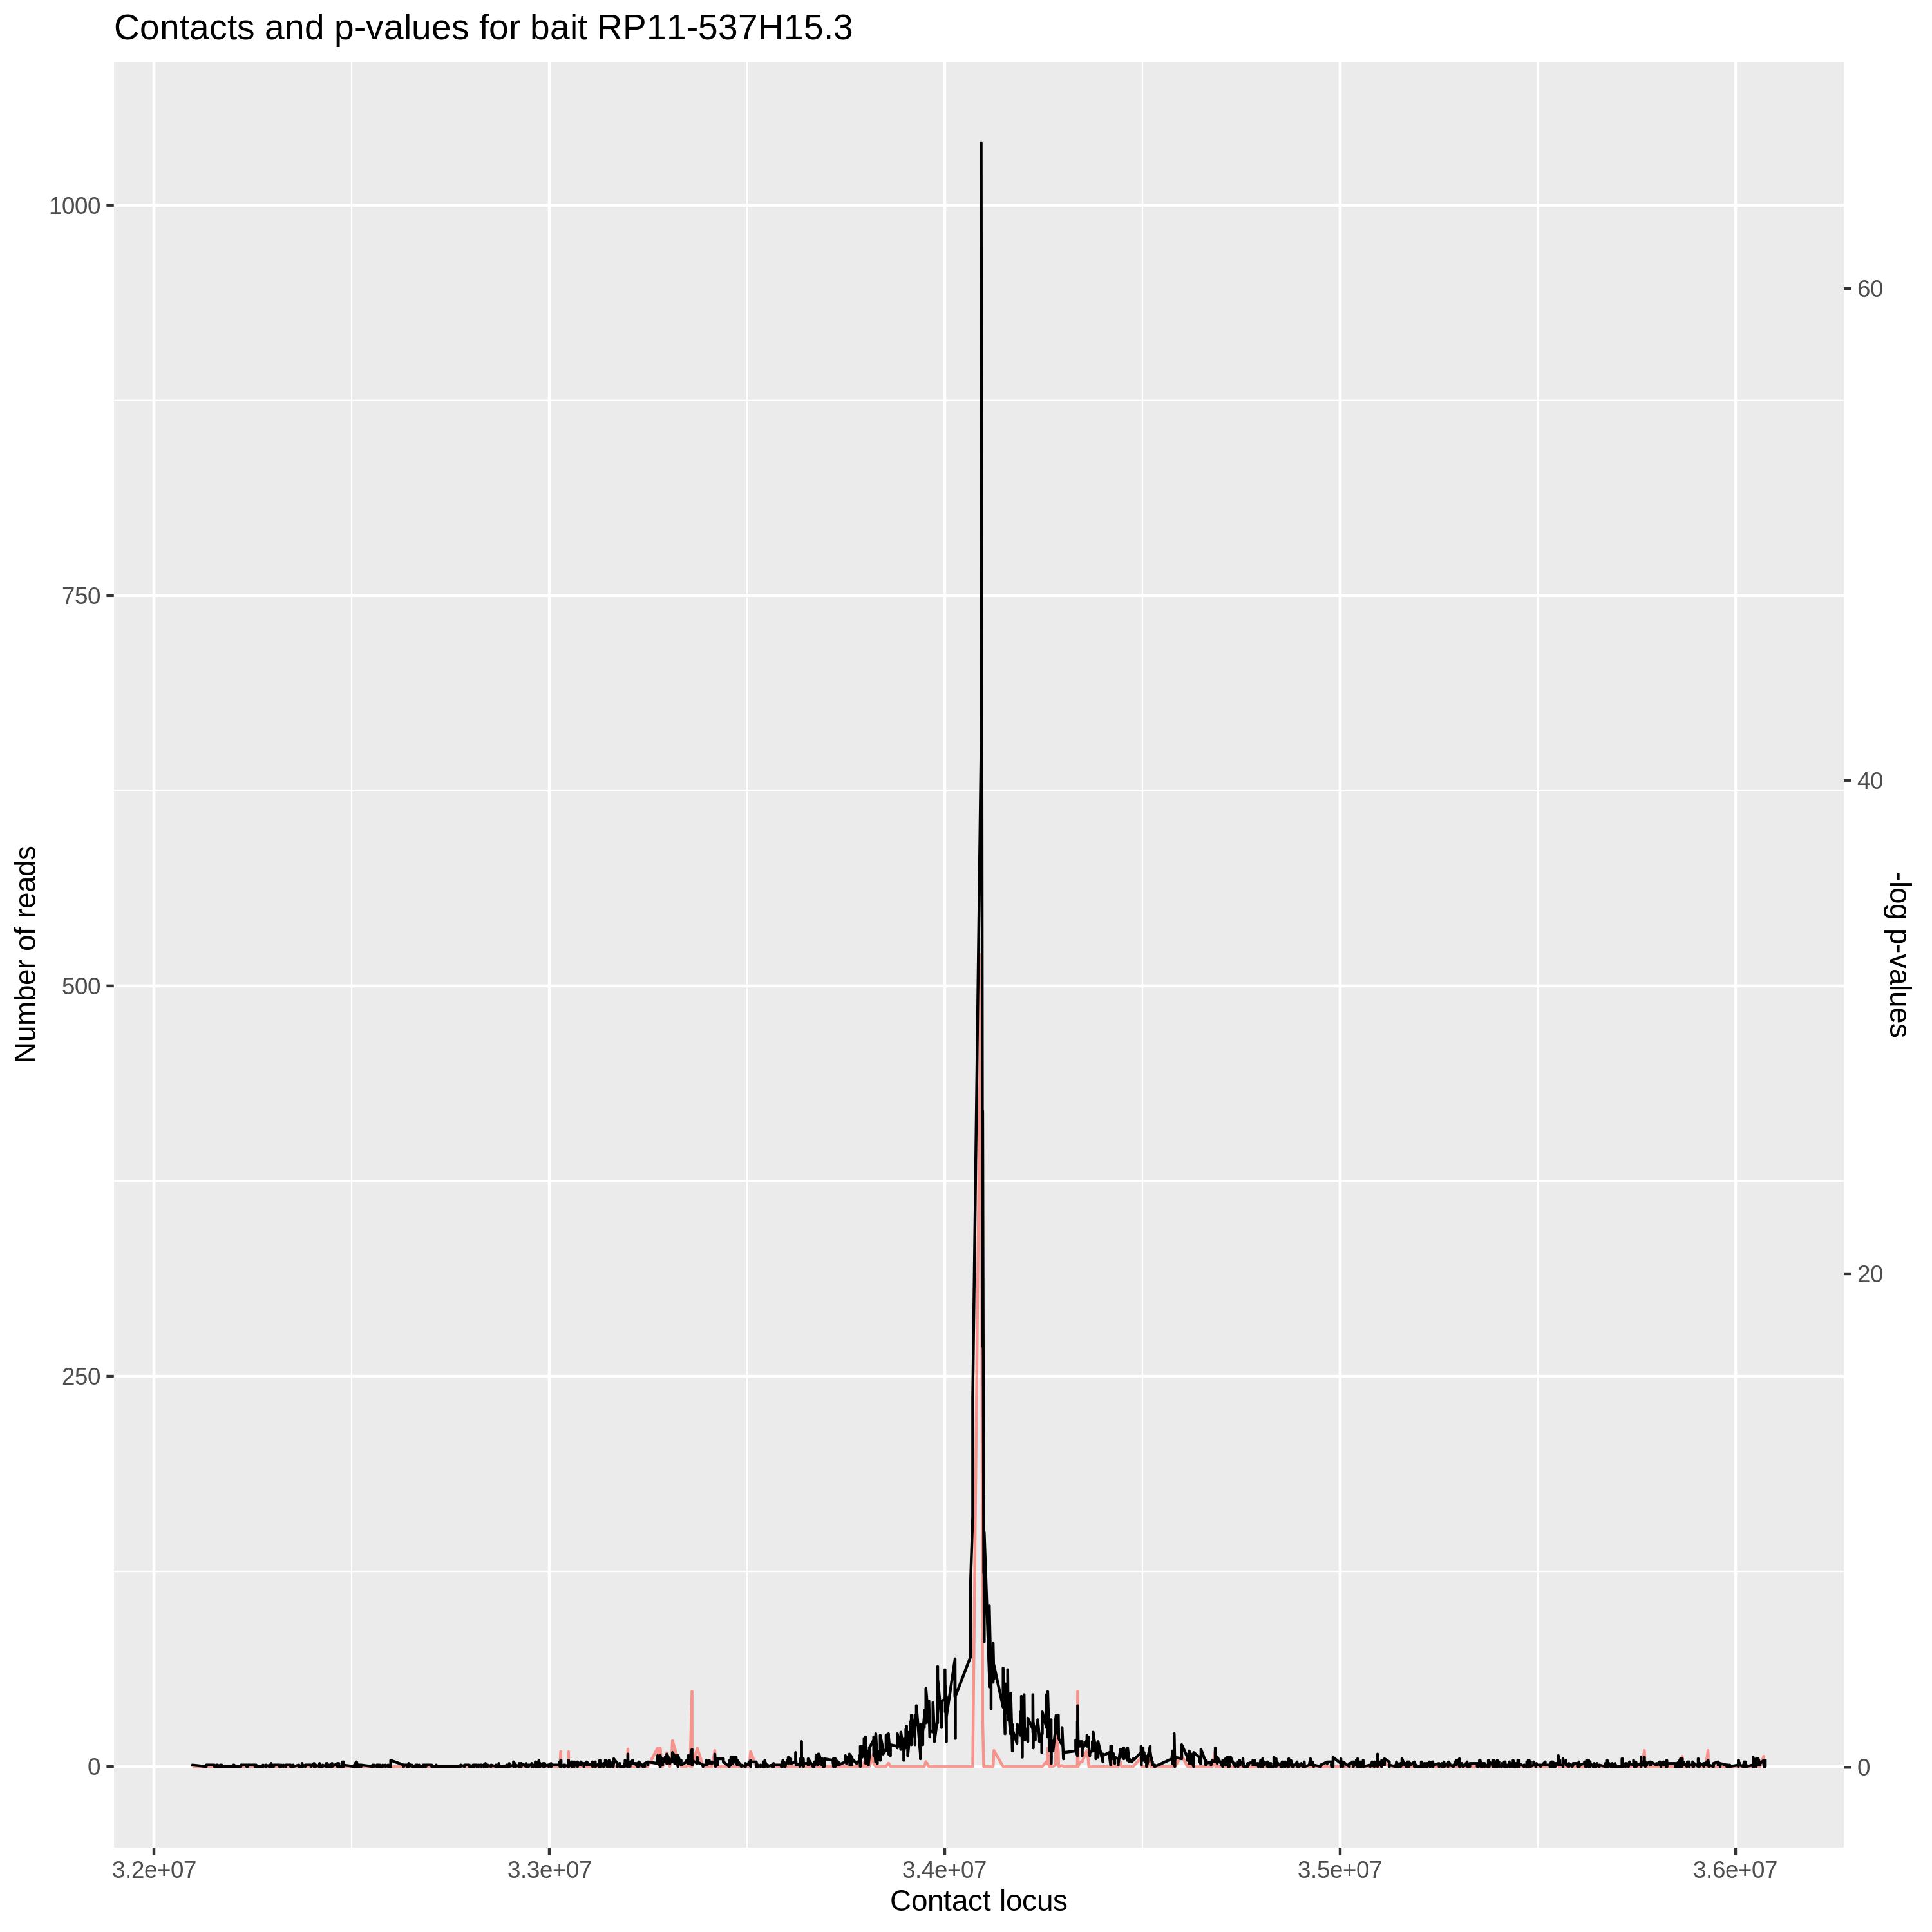 Contacts and p-values for bait RP11-537H15.3
1000
750
500
250
0
Number of reads
60
40
20
0
-log p-values
3.2e+07
3.3e+07
3.4e+07
3.5e+07
3.6e+07
Contact locus